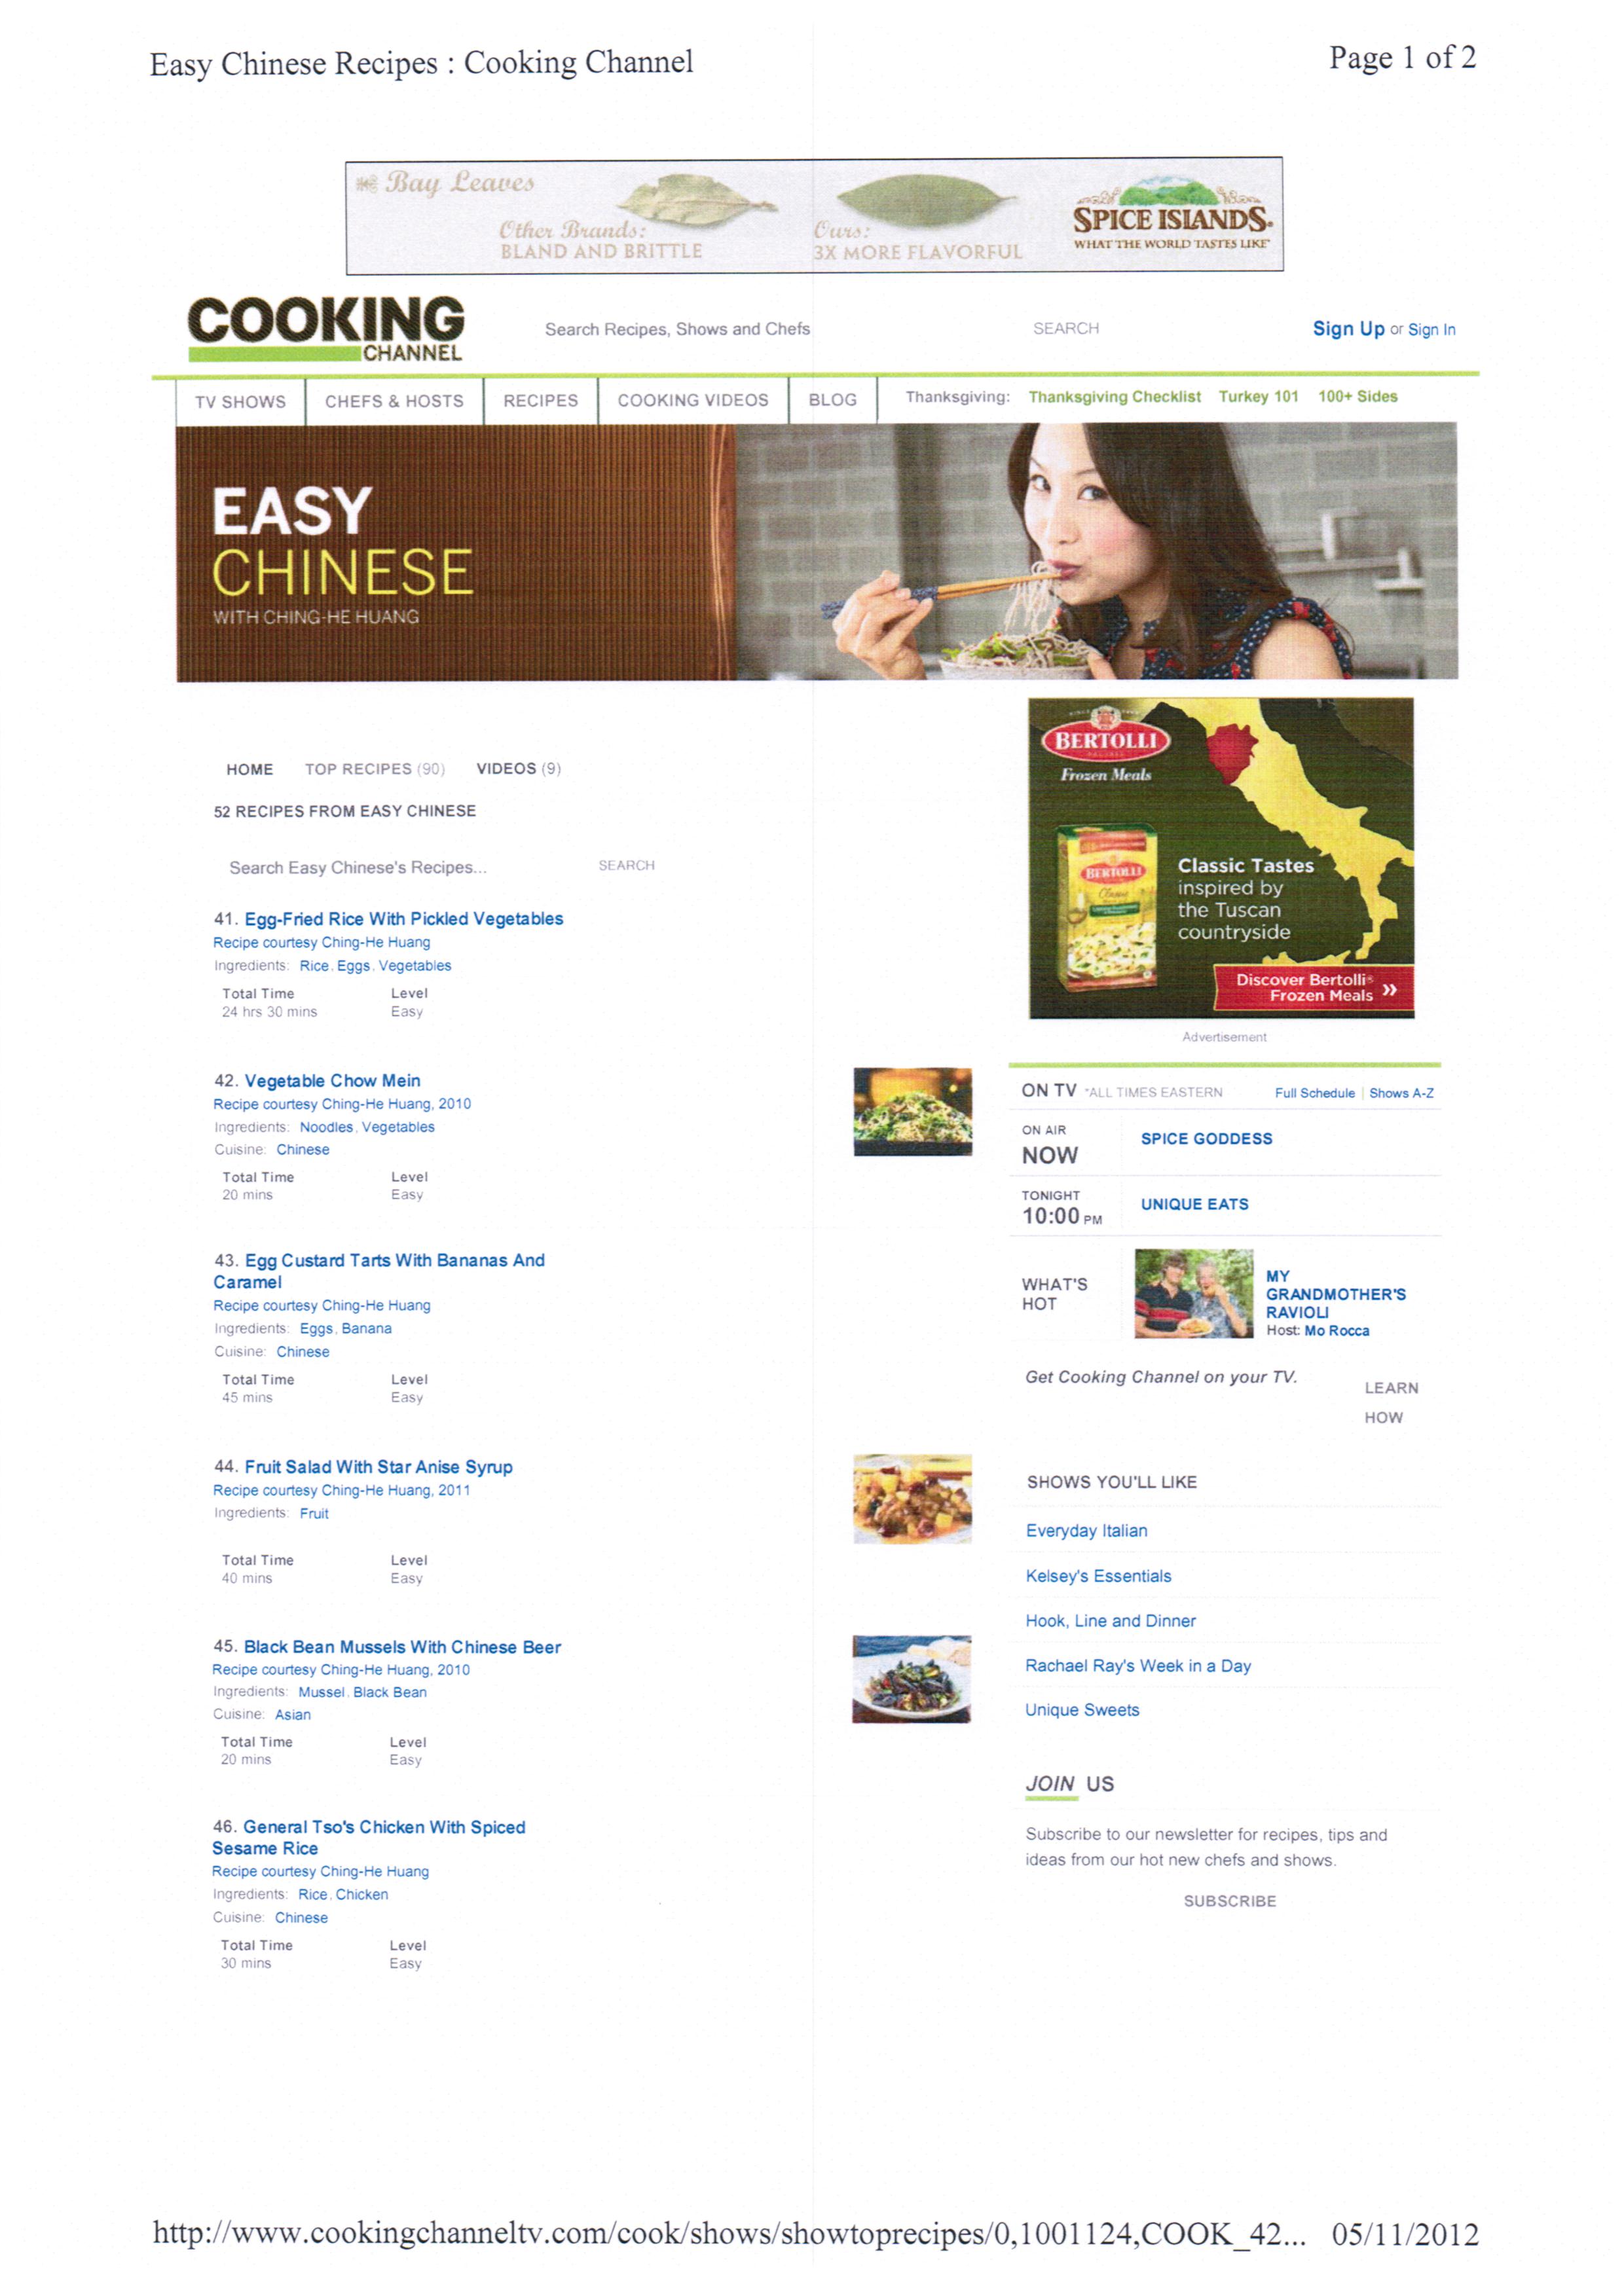 Easy Chinese Recipes : Cooking Channel
Page 1 of 2
Bay Leaves
Other Brands:
BLAND AND BRITTLE
Ours:
3X MORE FLAVORFUL
SPICE ISLANDS
WHAT THE WORLD TASTES LIKE
COOKING
CHANNEL
Search Recipes, Shows and Chefs
SEARCH
Sign Up or Sign In
TV SHOWS
CHEFS & HOSTS
RECIPES
COOKING VIDEOS
BLOG
Thanksgiving: Thanksgiving Checklist Turkey 101 100+ Sides
EASY
CHINESE
WITH CHING-HE HUANG
HOME TOP RECIPES (90) VIDEOS (9)
52 RECIPES FROM EASY CHINESE
Search Easy Chinese's Recipes...
SEARCH
41. Egg-Fried Rice With Pickled Vegetables
Recipe courtesy Ching-He Huang
Ingredients: Rice, Eggs, Vegetables
Total Time Level
24 hrs 30 mins Easy
42. Vegetable Chow Mein
Recipe courtesy Ching-He Huang, 2010
Ingredients: Noodles, Vegetables
Cuisine: Chinese
Total Time Level
20 mins Easy
43. Egg Custard Tarts With Bananas And
Caramel
Recipe courtesy Ching-He Huang
Ingredients: Eggs, Banana
Cuisine: Chinese
Total Time Level
45 mins Easy
44. Fruit Salad With Star Anise Syrup
Recipe courtesy Ching-He Huang, 2011
Ingredients: Fruit
Total Time Level
40 mins Easy
45. Black Bean Mussels With Chinese Beer
Recipe courtesy Ching-He Huang, 2010
Ingredients: Mussel, Black Bean
Cuisine: Asian
Total Time Level
20 mins Easy
46. General Tso's Chicken With Spiced
Sesame Rice
Recipe courtesy Ching-He Huang
Ingredients: Rice, Chicken
Cuisine: Chinese
Total Time Level
30 mins Easy
BERTOLLI
Frozen Meals
BERTOLLI
Classic
Classic Tastes
inspired by
the Tuscan
countryside
Discover Bertolli®
Frozen Meals »
Advertisement
ON TV *ALL TIMES EASTERN Full Schedule | Shows A-Z
ON AIR
NOW
SPICE GODDESS
TONIGHT
10:00 PM
UNIQUE EATS
WHAT'S
HOT
MY
GRANDMOTHER'S
RAVIOLI
Host: Mo Rocca
Get Cooking Channel on your TV.
LEARN
HOW
SHOWS YOU'LL LIKE
Everyday Italian
Kelsey's Essentials
Hook, Line and Dinner
Rachael Ray's Week in a Day
Unique Sweets
JOIN US
Subscribe to our newsletter for recipes, tips and
ideas from our hot new chefs and shows.
SUBSCRIBE
http://www.cookingchanneltv.com/cook/shows/showtoprecipes/0,1001124,COOK_42... 05/11/2012